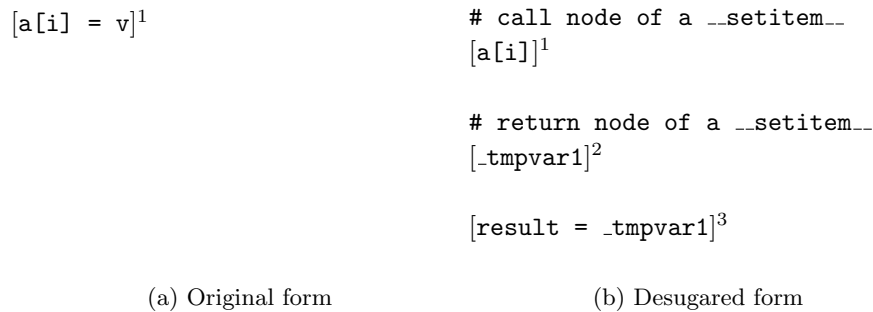 [a[i] = v]¹
# call node of a __setitem__
[a[i]]¹
# return node of a __setitem__
[_tmpvar1]²
[result = _tmpvar1]³
(a) Original form
(b) Desugared form